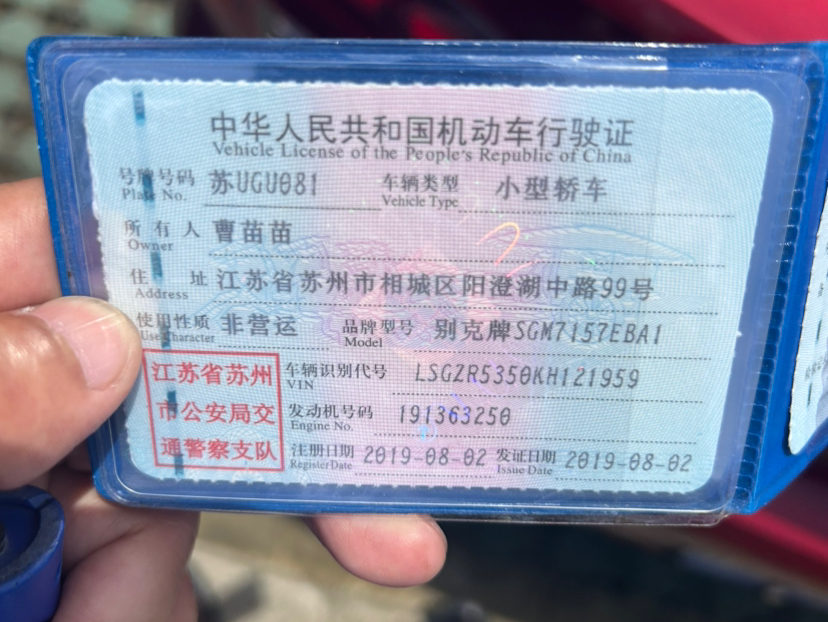 中华人民共和国机动车行驶证
Vehicle License of the People's Republic of China
号牌号码 苏UGU081 车辆类型 小型轿车
Plate No. Vehicle Type
所有人 曹苗苗
Owner
住址 江苏省苏州市相城区阳澄湖中路99号
Address
使用性质 非营运 品牌型号 别克牌SGM7157EBA1
Use Character Model
江苏省苏州 车辆识别代号 LSGZR5350KH121959
VIN
市公安局交 发动机号码 191363250
Engine No.
通警察支队 注册日期 2019-08-02 发证日期 2019-08-02
Register Date Issue Date